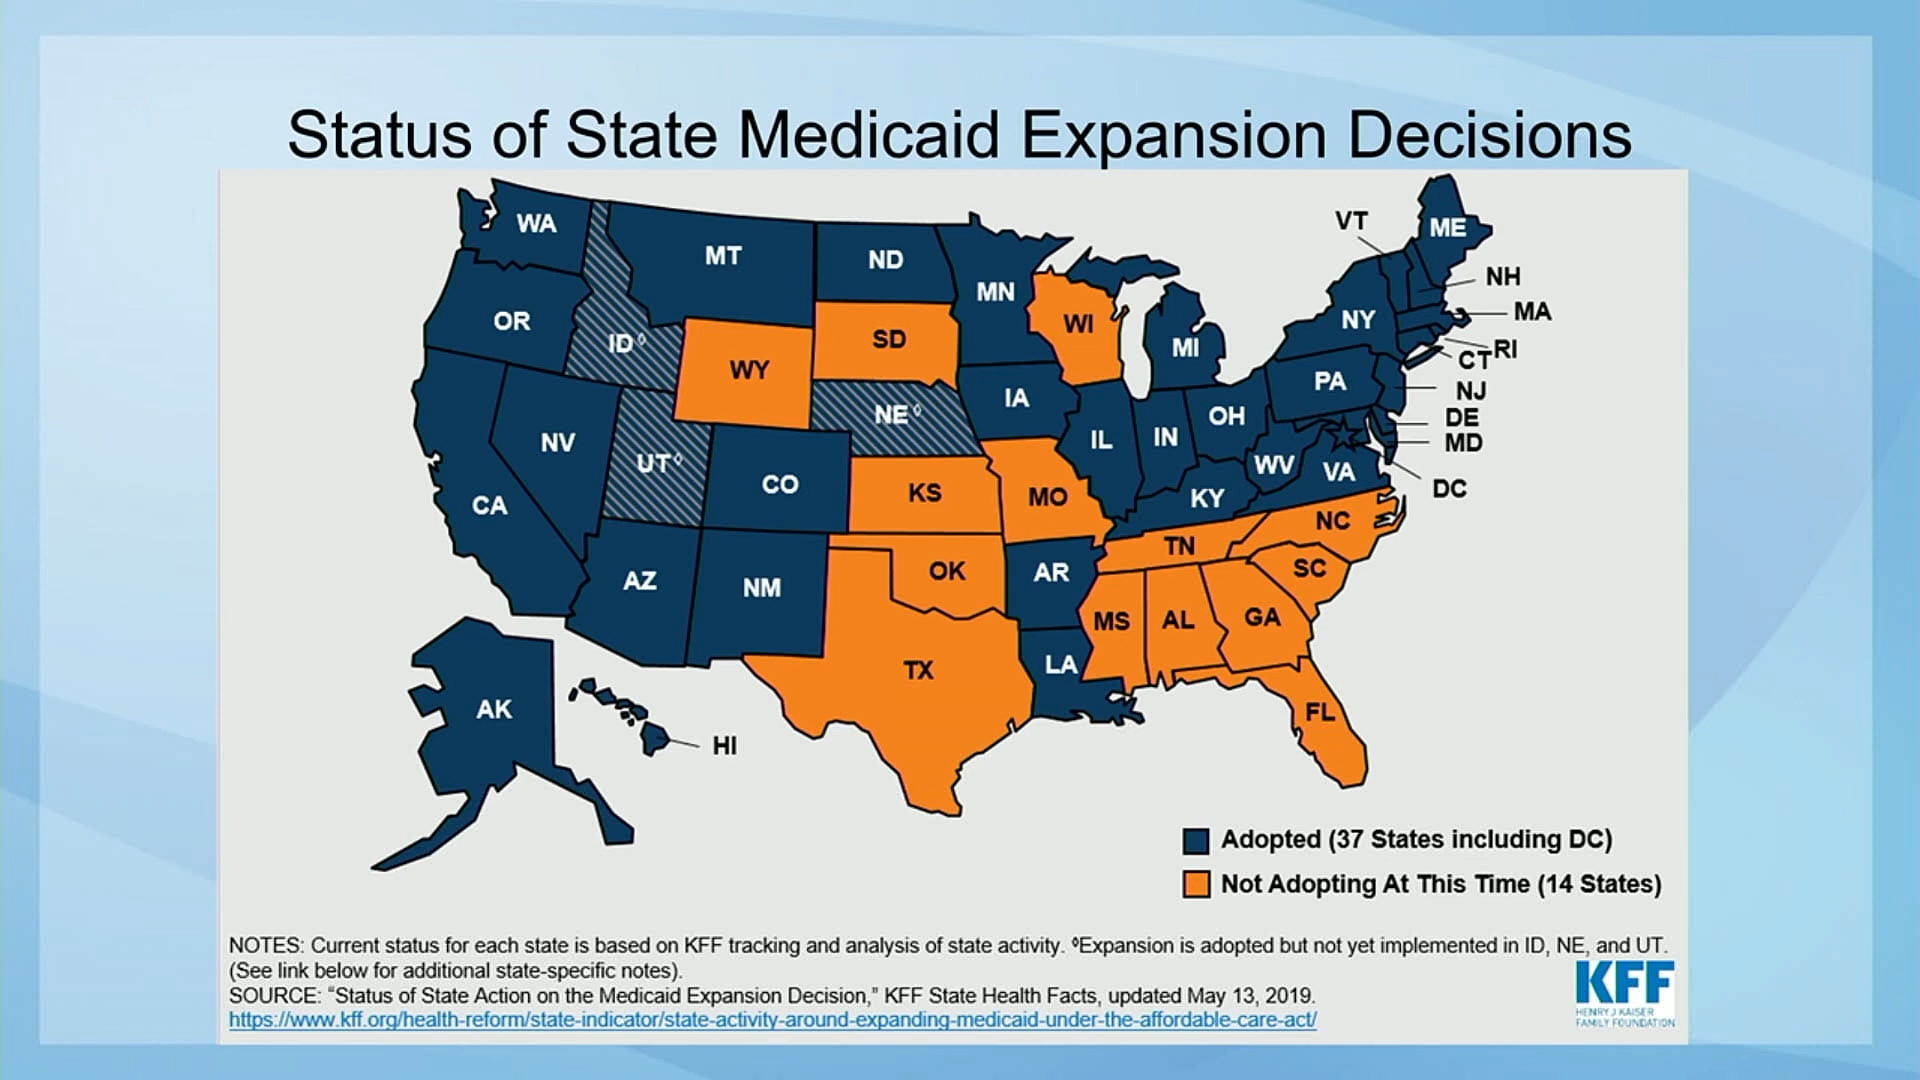 Status of State Medicaid Expansion Decisions
WA
MT
ND
MN
VT
ME
NH
OR
ID◊
WY
SD
WI
MI
NY
MA
RI
CT
PA
NJ
NV
UT◊
NE◊
IA
IL
IN
OH
DE
MD
WV
VA
DC
CA
CO
KS
MO
KY
NC
TN
SC
AZ
NM
OK
AR
MS
AL
GA
TX
LA
FL
AK
HI
Adopted (37 States including DC)
Not Adopting At This Time (14 States)
NOTES: Current status for each state is based on KFF tracking and analysis of state activity. ◊Expansion is adopted but not yet implemented in ID, NE, and UT.
(See link below for additional state-specific notes).
SOURCE: “Status of State Action on the Medicaid Expansion Decision,” KFF State Health Facts, updated May 13, 2019.
https://www.kff.org/health-reform/state-indicator/state-activity-around-expanding-medicaid-under-the-affordable-care-act/
KFF
HENRY J KAISER
FAMILY FOUNDATION